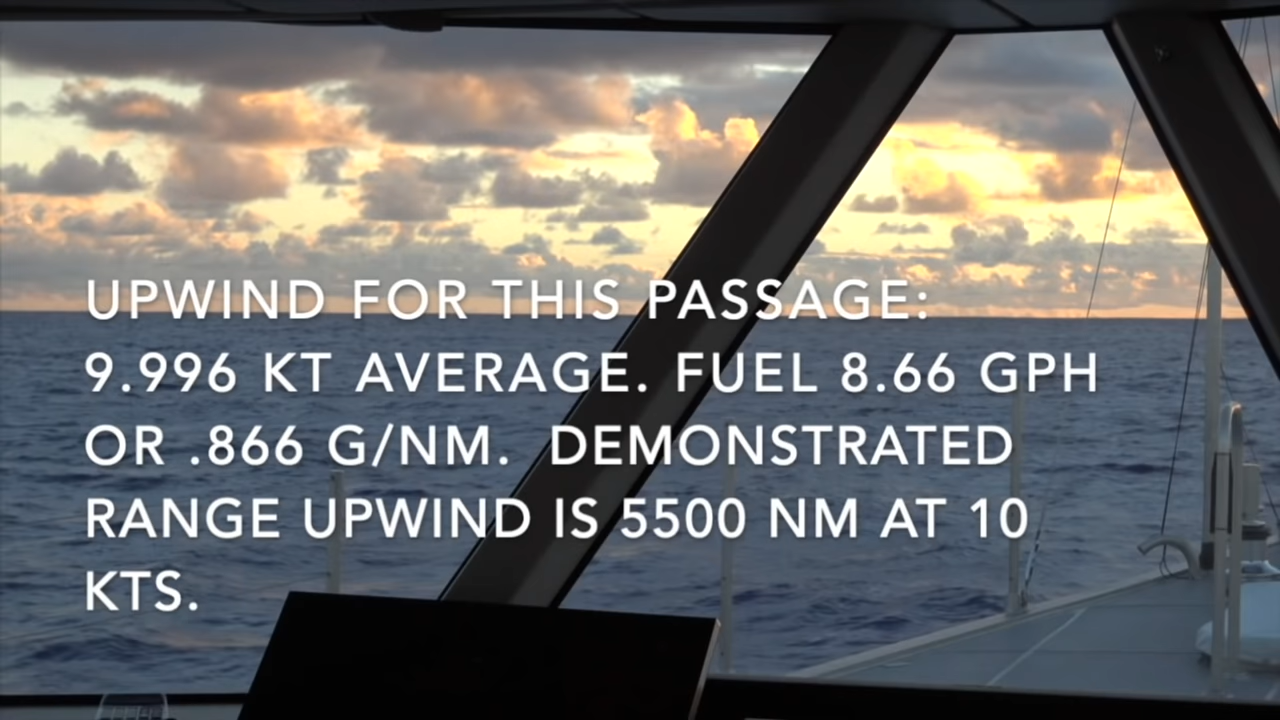 UPWIND FOR THIS PASSAGE:
9.996 KT AVERAGE. FUEL 8.66 GPH
OR .866 G/NM. DEMONSTRATED
RANGE UPWIND IS 5500 NM AT 10
KTS.